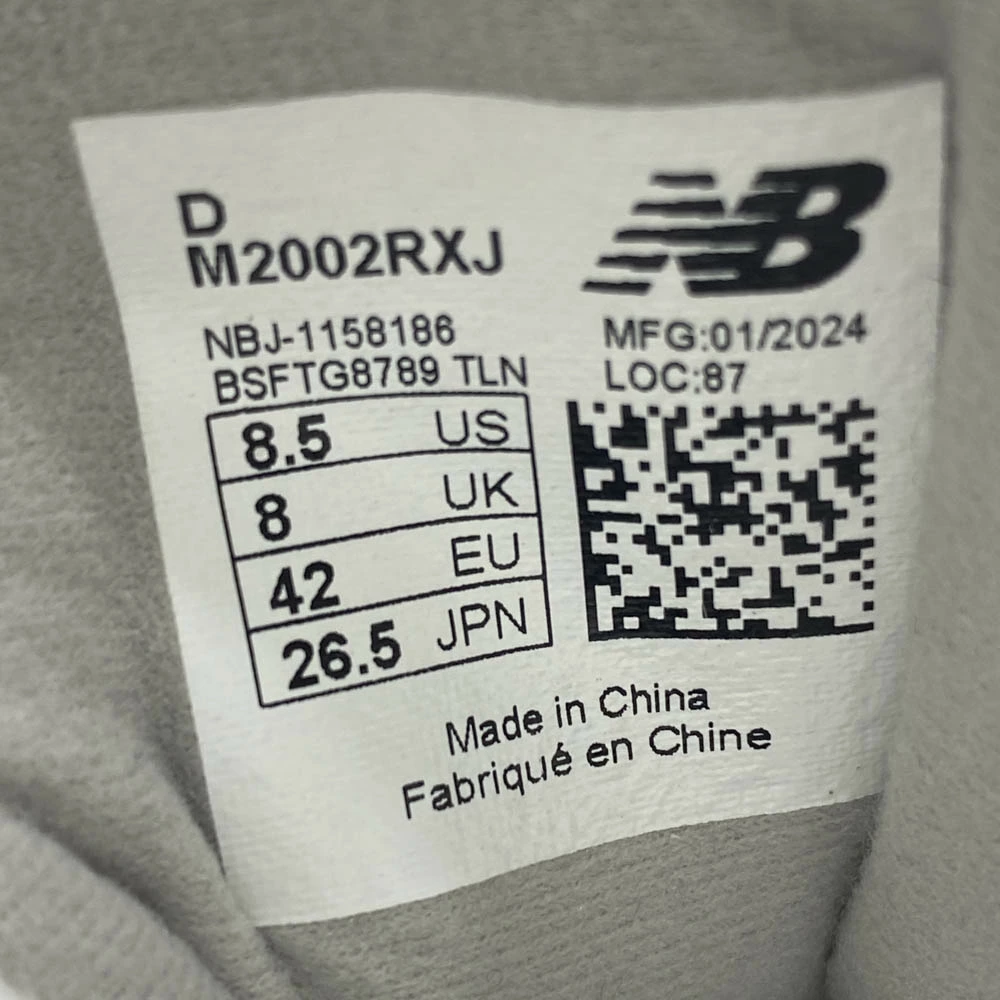 D
M2002RXJ
NB
NBJ-1158186
BSFTG8789 TLN
MFG:01/2024
LOC:87
8.5 US
8 UK
42 EU
26.5 JPN
Made in China
Fabriqué en Chine